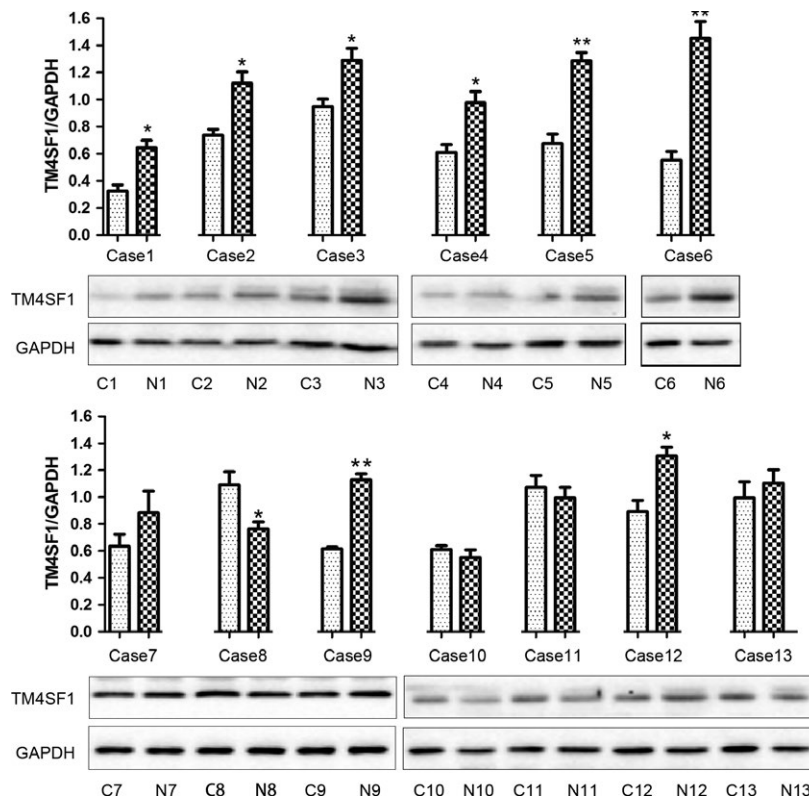 TM4SF1/GAPDH
1.6
1.4
1.2
1.0
0.8
0.6
0.4
0.2
0.0
* * * * ** **
Case1 Case2 Case3 Case4 Case5 Case6
TM4SF1
GAPDH
C1 N1 C2 N2 C3 N3 C4 N4 C5 N5 C6 N6
TM4SF1/GAPDH
1.6
1.4
1.2
1.0
0.8
0.6
0.4
0.2
0.0
* ** *
Case7 Case8 Case9 Case10 Case11 Case12 Case13
TM4SF1
GAPDH
C7 N7 C8 N8 C9 N9 C10 N10 C11 N11 C12 N12 C13 N13